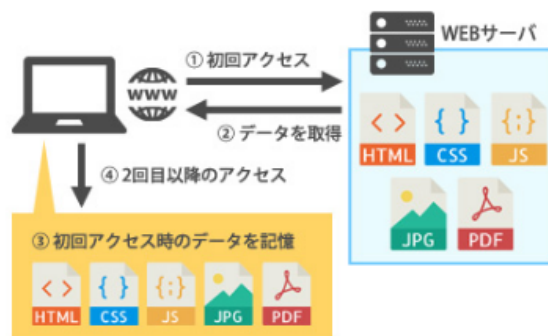 WEBサーバ
① 初回アクセス
WWW
② データを取得
HTML
CSS
JS
④ 2回目以降のアクセス
JPG
PDF
③ 初回アクセス時のデータを記憶
HTML
CSS
JS
JPG
PDF